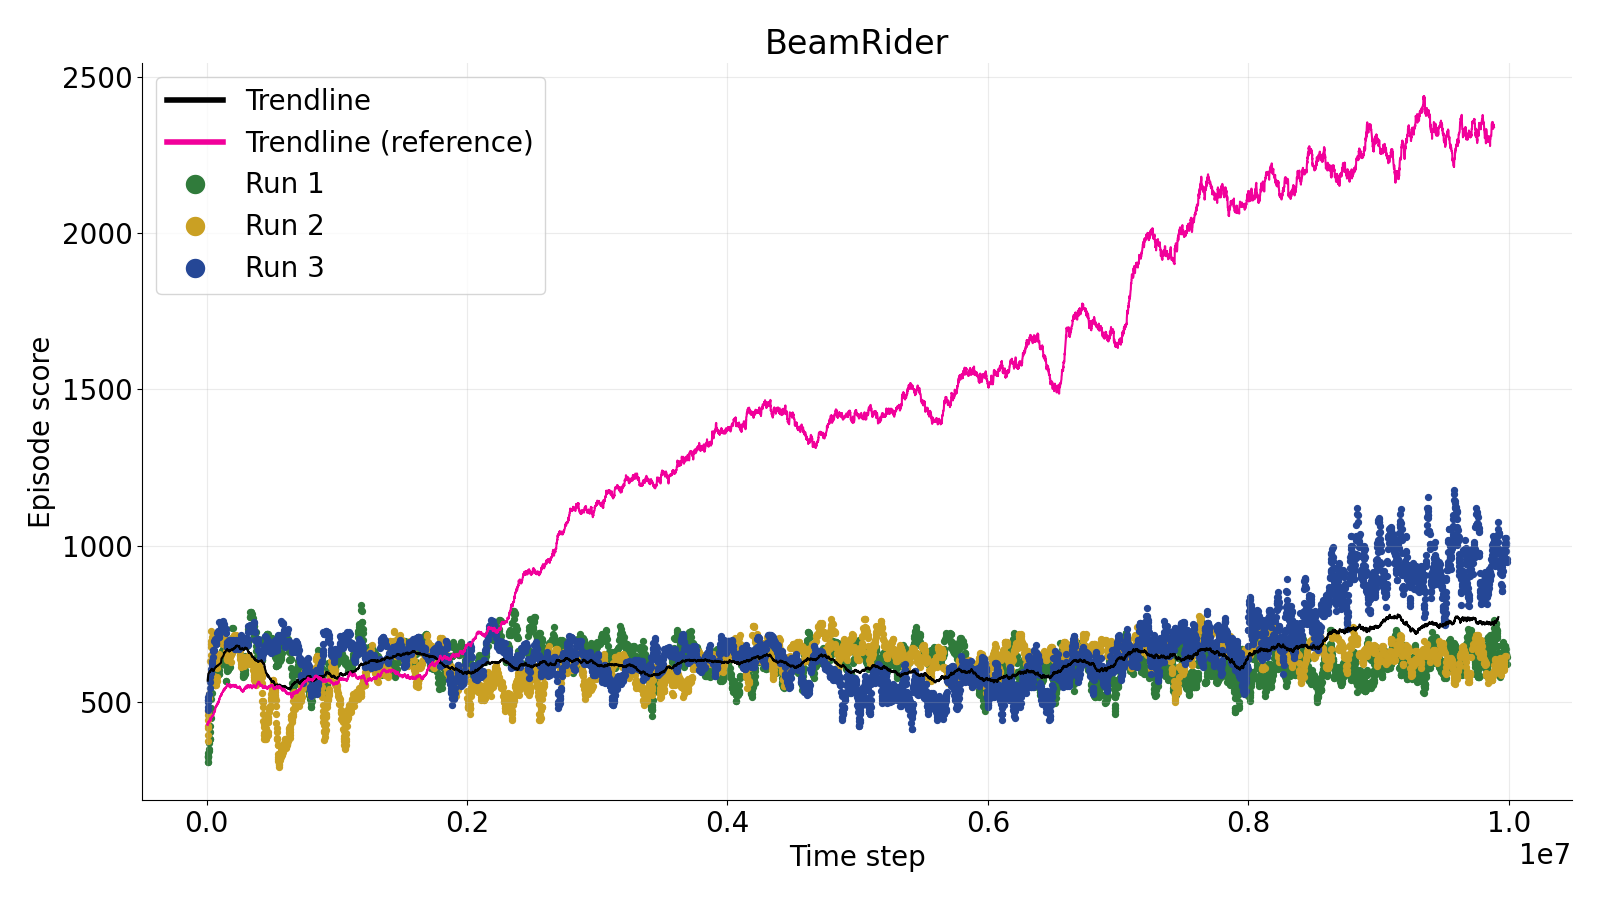 BeamRider
2500
2000
1500
1000
500
Episode score
Trendline
Trendline (reference)
Run 1
Run 2
Run 3
0.0 0.2 0.4 0.6 0.8 1.0
1e7
Time step